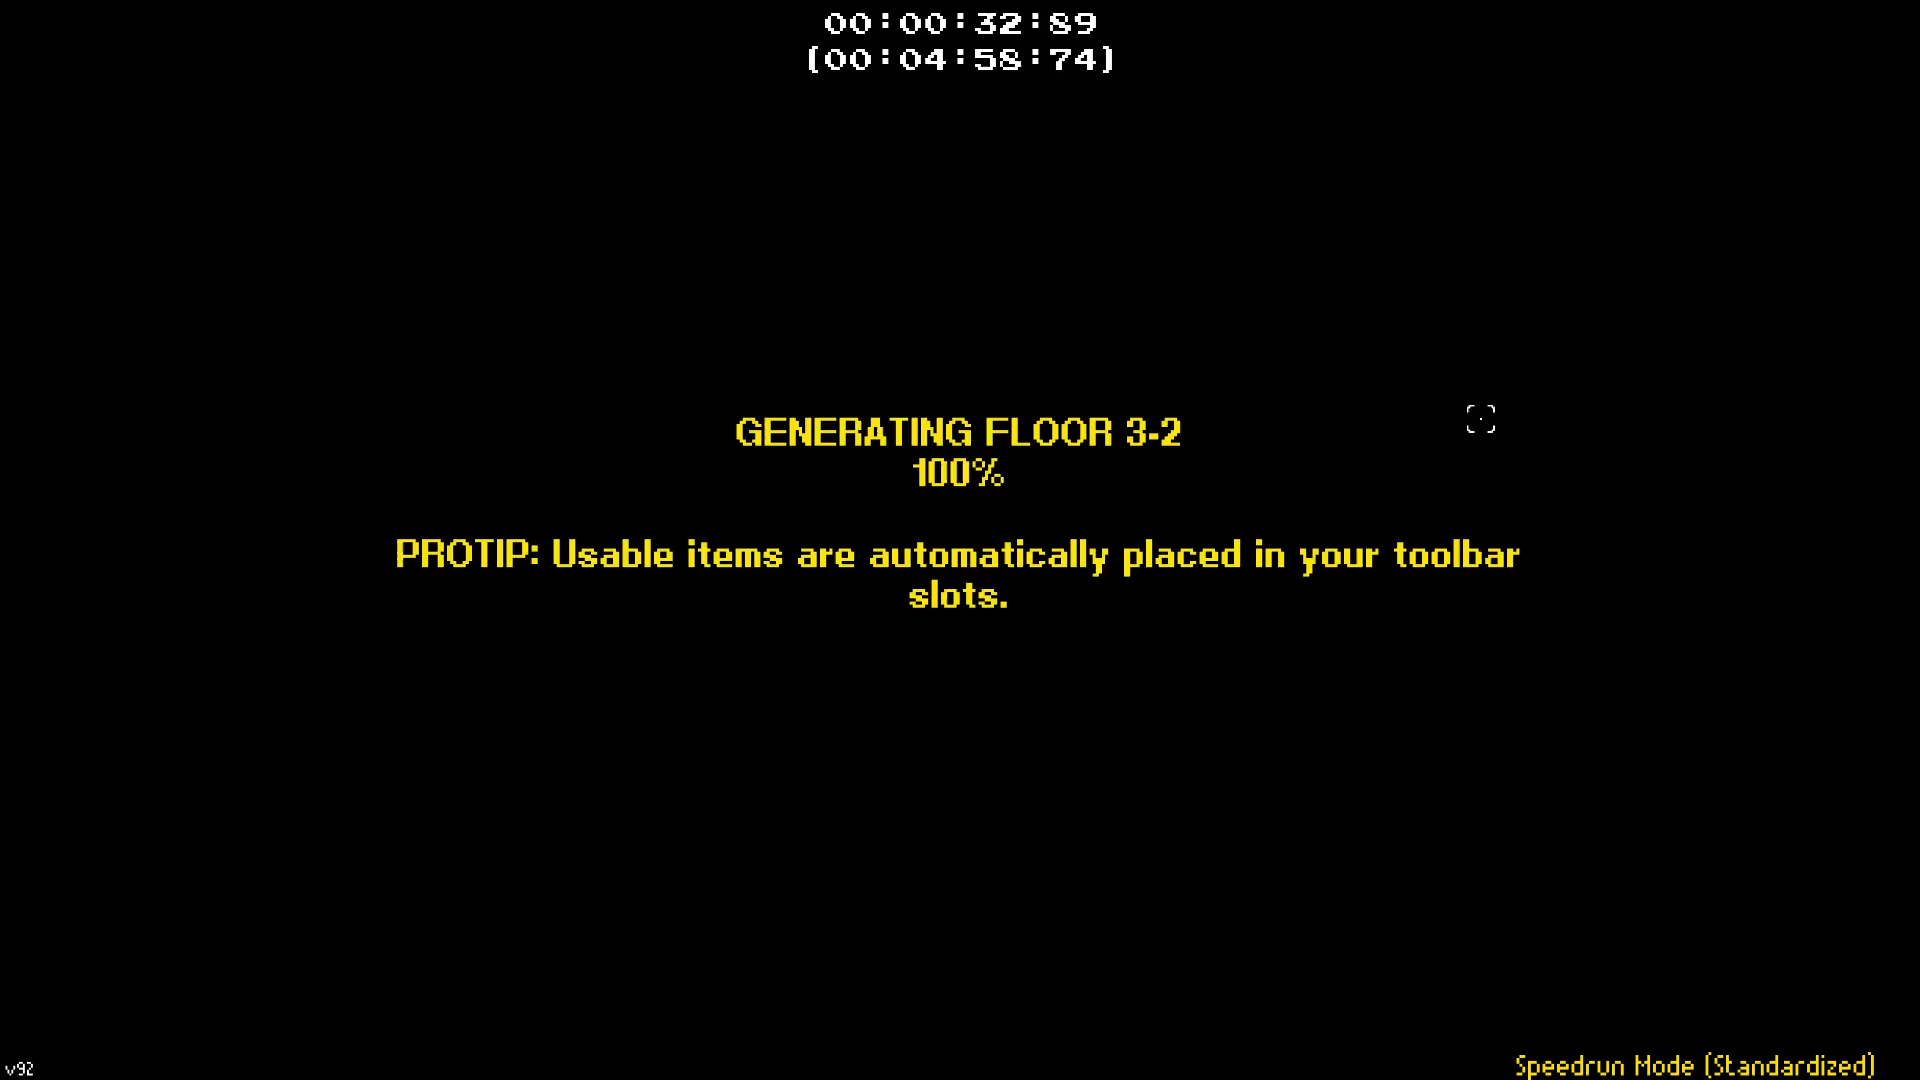 00:00:32:89
[00:04:58:74]
GENERATING FLOOR 3-2
100%
PROTIP: Usable items are automatically placed in your toolbar
slots.
v92
Speedrun Mode (Standardized)